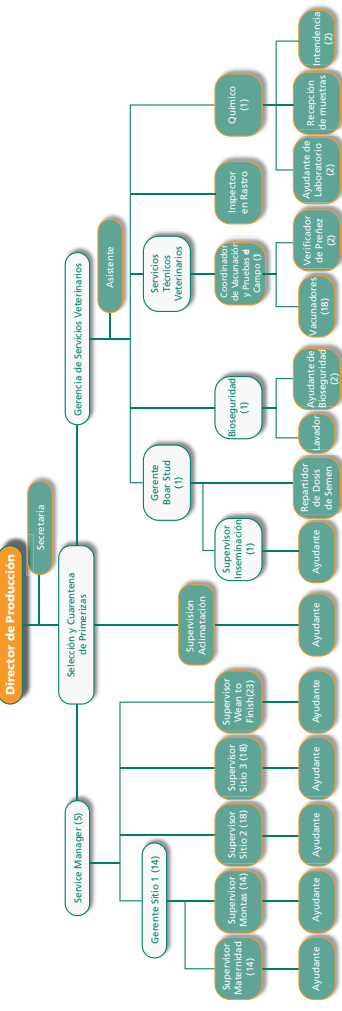 Director de Producción
Secretaria
Service Manager (5)
Selección y Cuarentena
de Primerizas
Gerencia de Servicios Veterinarios
Asistente
Gerente Sitio 1 (14)
Supervisión
Aclimatación
Gerente
Boar Stud
(1)
Servicios
Técnicos
Veterinarios
Supervisor
Maternidad
(14)
Supervisor
Montas (14)
Supervisor
Sitio 2 (18)
Supervisor
Sitio 3 (18)
Supervisor
Wean to
Finish(23)
Supervisor
Inseminación
(1)
Bioseguridad
(1)
Coordinador
de Vacunación
y Pruebas de
Campo (1)
Inspector
en Rastro
Químico
(1)
Ayudante
Ayudante
Ayudante
Ayudante
Ayudante
Ayudante
Ayudante
Repartidor
de Dosis
de Semen
Lavador
Ayudante de
Bioseguridad
(2)
Vacunadores
(18)
Verificador
de Preñez
(2)
Ayudante de
Laboratorio
(2)
Recepción
de muestras
Intendencia
(2)